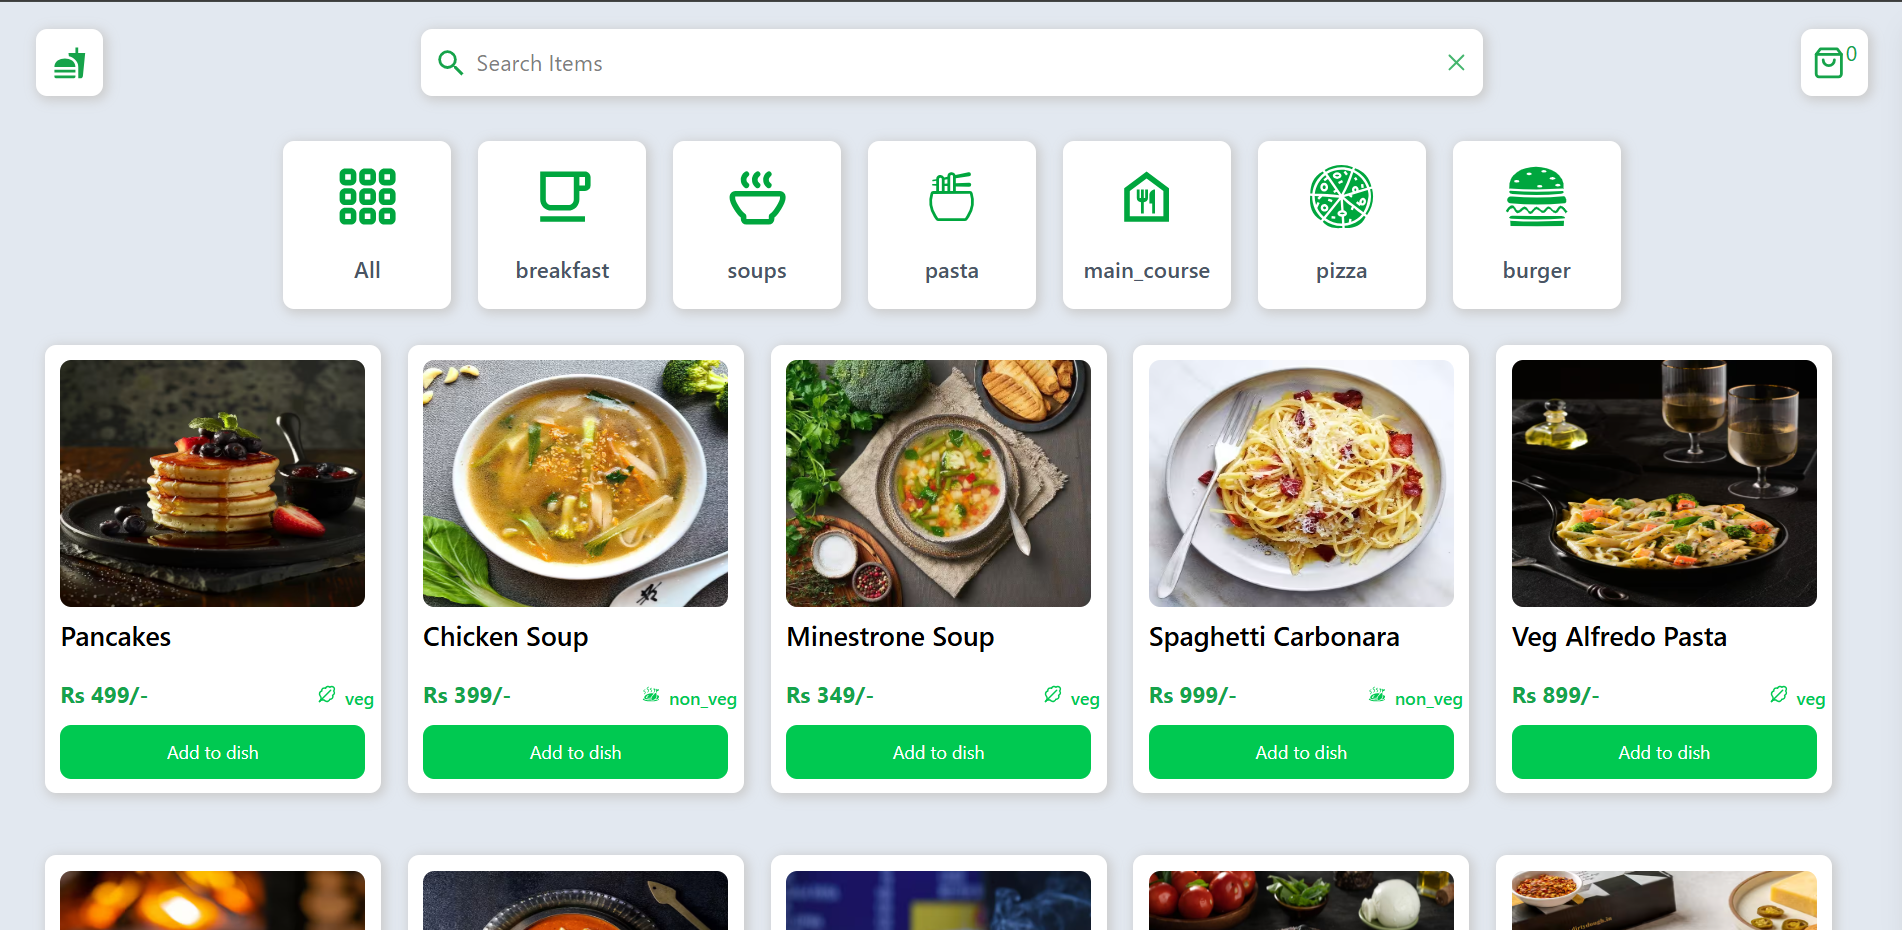 Search Items
0
All
breakfast
soups
pasta
main_course
pizza
burger
Pancakes
Rs 499/-
veg
Add to dish
Chicken Soup
Rs 399/-
non_veg
Add to dish
Minestrone Soup
Rs 349/-
veg
Add to dish
Spaghetti Carbonara
Rs 999/-
non_veg
Add to dish
Veg Alfredo Pasta
Rs 899/-
veg
Add to dish